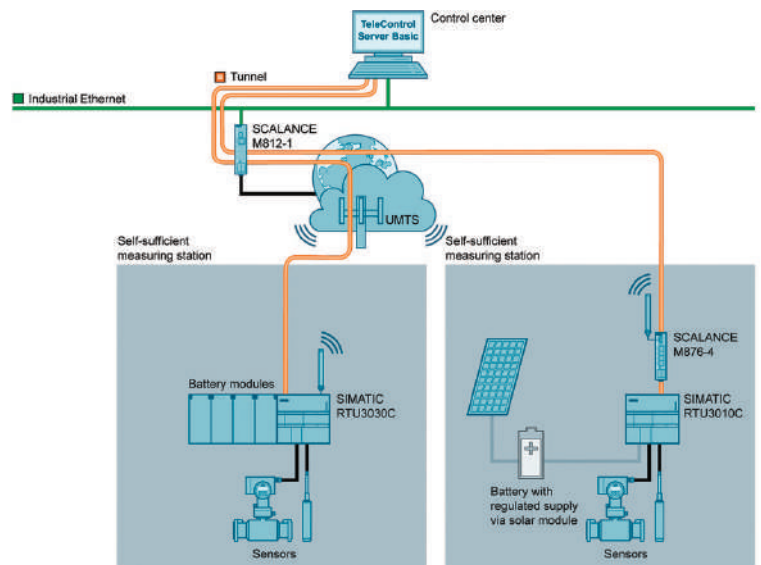 TeleControl
Server Basic
Control center
Tunnel
Industrial Ethernet
SCALANCE
M812-1
UMTS
Self-sufficient
measuring station
Self-sufficient
measuring station
SCALANCE
M876-4
Battery modules
SIMATIC
RTU3030C
SIMATIC
RTU3010C
Battery with
regulated supply
via solar module
Sensors
Sensors